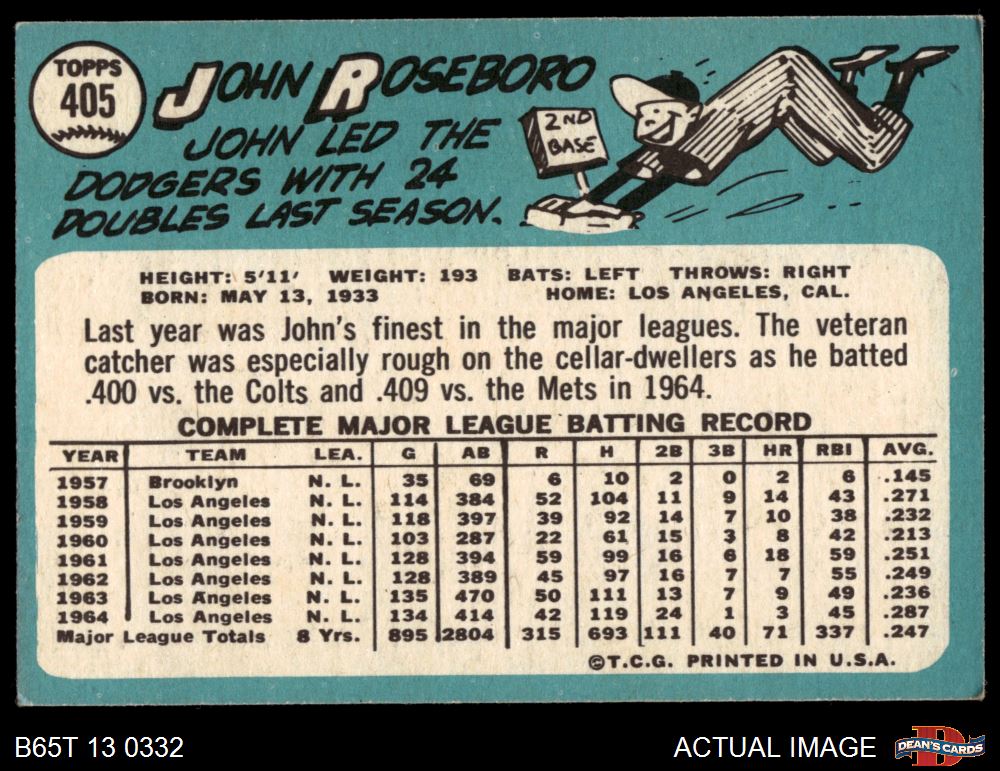 TOPPS
405
JOHN ROSEBORO
JOHN LED THE
DODGERS WITH 24
DOUBLES LAST SEASON.
2ND
BASE
HEIGHT: 5'11' WEIGHT: 193 BATS: LEFT THROWS: RIGHT
BORN: MAY 13, 1933 HOME: LOS ANGELES, CAL.
Last year was John's finest in the major leagues. The veteran
catcher was especially rough on the cellar-dwellers as he batted
.400 vs. the Colts and .409 vs. the Mets in 1964.
COMPLETE MAJOR LEAGUE BATTING RECORD
YEAR TEAM LEA. G AB R H 2B 3B HR RBI AVG.
1957 Brooklyn N. L. 35 69 6 10 2 0 2 6 .145
1958 Los Angeles N. L. 114 384 52 104 11 9 14 43 .271
1959 Los Angeles N. L. 118 397 39 92 14 7 10 38 .232
1960 Los Angeles N. L. 103 287 22 61 15 3 8 42 .213
1961 Los Angeles N. L. 128 394 59 99 16 6 18 59 .251
1962 Los Angeles N. L. 128 389 45 97 16 7 7 55 .249
1963 Los Angeles N. L. 135 470 50 111 13 7 9 49 .236
1964 Los Angeles N. L. 134 414 42 119 24 1 3 45 .287
Major League Totals 8 Yrs. 895 2804 315 693 111 40 71 337 .247
©T.C.G. PRINTED IN U.S.A.
B65T 13 0332
ACTUAL IMAGE
D
DEAN'S CARDS